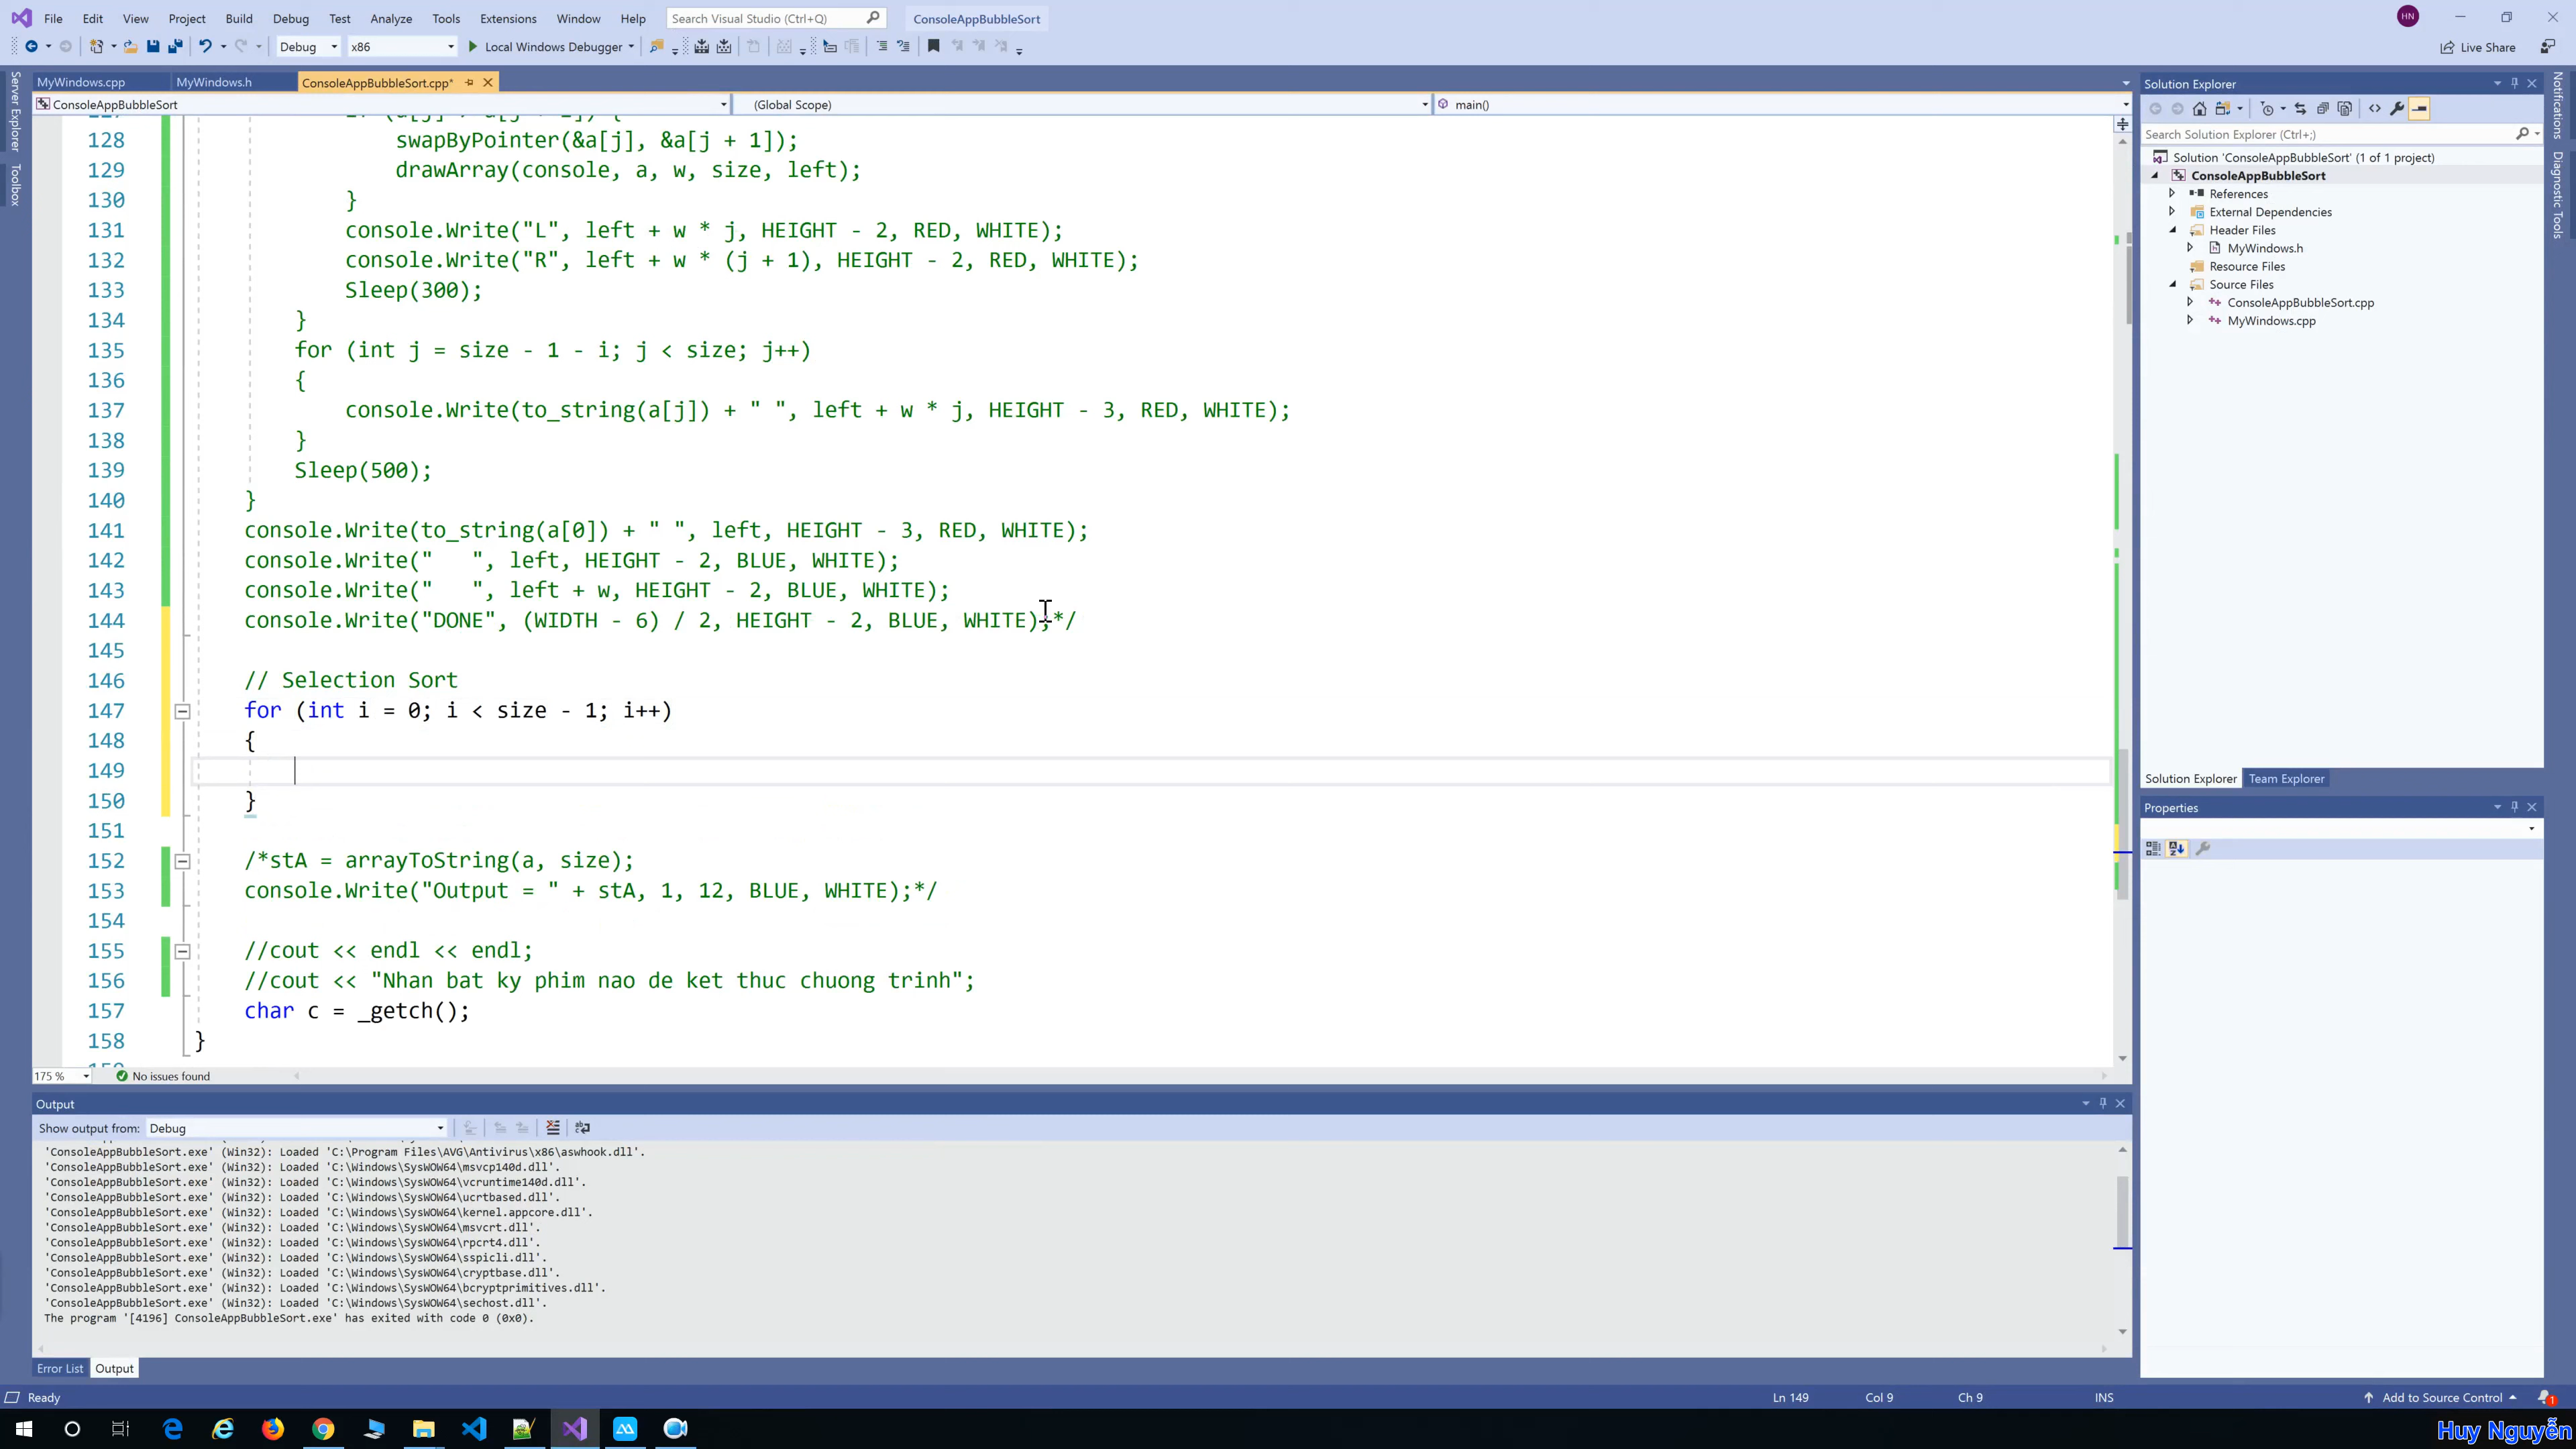 File Edit View Project Build Debug Test Analyze Tools Extensions Window Help Search Visual Studio (Ctrl+Q) ConsoleAppBubbleSort HN
Debug x86 Local Windows Debugger Live Share
Server Explorer
Toolbox
MyWindows.cpp MyWindows.h ConsoleAppBubbleSort.cpp*
ConsoleAppBubbleSort (Global Scope) main()
128 swapByPointer(&a[j], &a[j + 1]);
129 drawArray(console, a, w, size, left);
130 }
131 console.Write("L", left + w * j, HEIGHT - 2, RED, WHITE);
132 console.Write("R", left + w * (j + 1), HEIGHT - 2, RED, WHITE);
133 Sleep(300);
134 }
135 for (int j = size - 1 - i; j < size; j++)
136 {
137 console.Write(to_string(a[j]) + " ", left + w * j, HEIGHT - 3, RED, WHITE);
138 }
139 Sleep(500);
140 }
141 console.Write(to_string(a[0]) + " ", left, HEIGHT - 3, RED, WHITE);
142 console.Write("   ", left, HEIGHT - 2, BLUE, WHITE);
143 console.Write("   ", left + w, HEIGHT - 2, BLUE, WHITE);
144 console.Write("DONE", (WIDTH - 6) / 2, HEIGHT - 2, BLUE, WHITE);*/
145
146 // Selection Sort
147 for (int i = 0; i < size - 1; i++)
148 {
149
150 }
151
152 /*stA = arrayToString(a, size);
153 console.Write("Output = " + stA, 1, 12, BLUE, WHITE);*/
154
155 //cout << endl << endl;
156 //cout << "Nhan bat ky phim nao de ket thuc chuong trinh";
157 char c = _getch();
158 }
175 % No issues found
Output
Show output from: Debug
'ConsoleAppBubbleSort.exe' (Win32): Loaded 'C:\Program Files\AVG\Antivirus\x86\aswhook.dll'.
'ConsoleAppBubbleSort.exe' (Win32): Loaded 'C:\Windows\SysWOW64\msvcp140d.dll'.
'ConsoleAppBubbleSort.exe' (Win32): Loaded 'C:\Windows\SysWOW64\vcruntime140d.dll'.
'ConsoleAppBubbleSort.exe' (Win32): Loaded 'C:\Windows\SysWOW64\ucrtbased.dll'.
'ConsoleAppBubbleSort.exe' (Win32): Loaded 'C:\Windows\SysWOW64\kernel.appcore.dll'.
'ConsoleAppBubbleSort.exe' (Win32): Loaded 'C:\Windows\SysWOW64\msvcrt.dll'.
'ConsoleAppBubbleSort.exe' (Win32): Loaded 'C:\Windows\SysWOW64\rpcrt4.dll'.
'ConsoleAppBubbleSort.exe' (Win32): Loaded 'C:\Windows\SysWOW64\sspicli.dll'.
'ConsoleAppBubbleSort.exe' (Win32): Loaded 'C:\Windows\SysWOW64\cryptbase.dll'.
'ConsoleAppBubbleSort.exe' (Win32): Loaded 'C:\Windows\SysWOW64\bcryptprimitives.dll'.
'ConsoleAppBubbleSort.exe' (Win32): Loaded 'C:\Windows\SysWOW64\sechost.dll'.
The program '[4196] ConsoleAppBubbleSort.exe' has exited with code 0 (0x0).
Error List Output
Solution Explorer
Search Solution Explorer (Ctrl+;)
Solution 'ConsoleAppBubbleSort' (1 of 1 project)
ConsoleAppBubbleSort
References
External Dependencies
Header Files
MyWindows.h
Resource Files
Source Files
ConsoleAppBubbleSort.cpp
MyWindows.cpp
Solution Explorer Team Explorer
Properties
Notifications
Diagnostic Tools
Ready Ln 149 Col 9 Ch 9 INS Add to Source Control 1
Huy Nguyễn